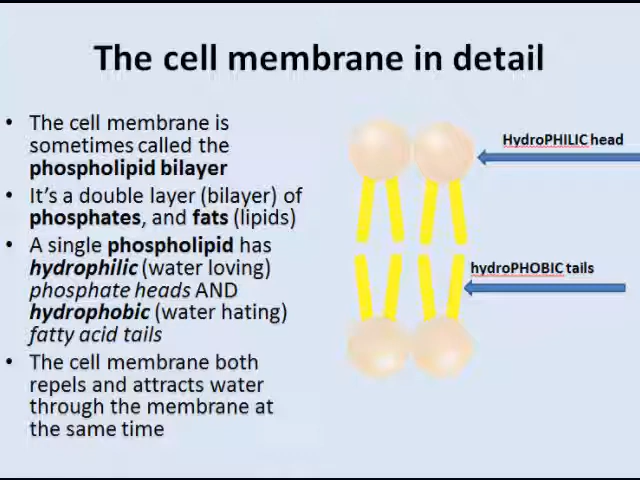 The cell membrane in detail
• The cell membrane is
sometimes called the
phospholipid bilayer
• It's a double layer (bilayer) of
phosphates, and fats (lipids)
• A single phospholipid has
hydrophilic (water loving)
phosphate heads AND
hydrophobic (water hating)
fatty acid tails
• The cell membrane both
repels and attracts water
through the membrane at
the same time
HydroPHILIC head
hydroPHOBIC tails